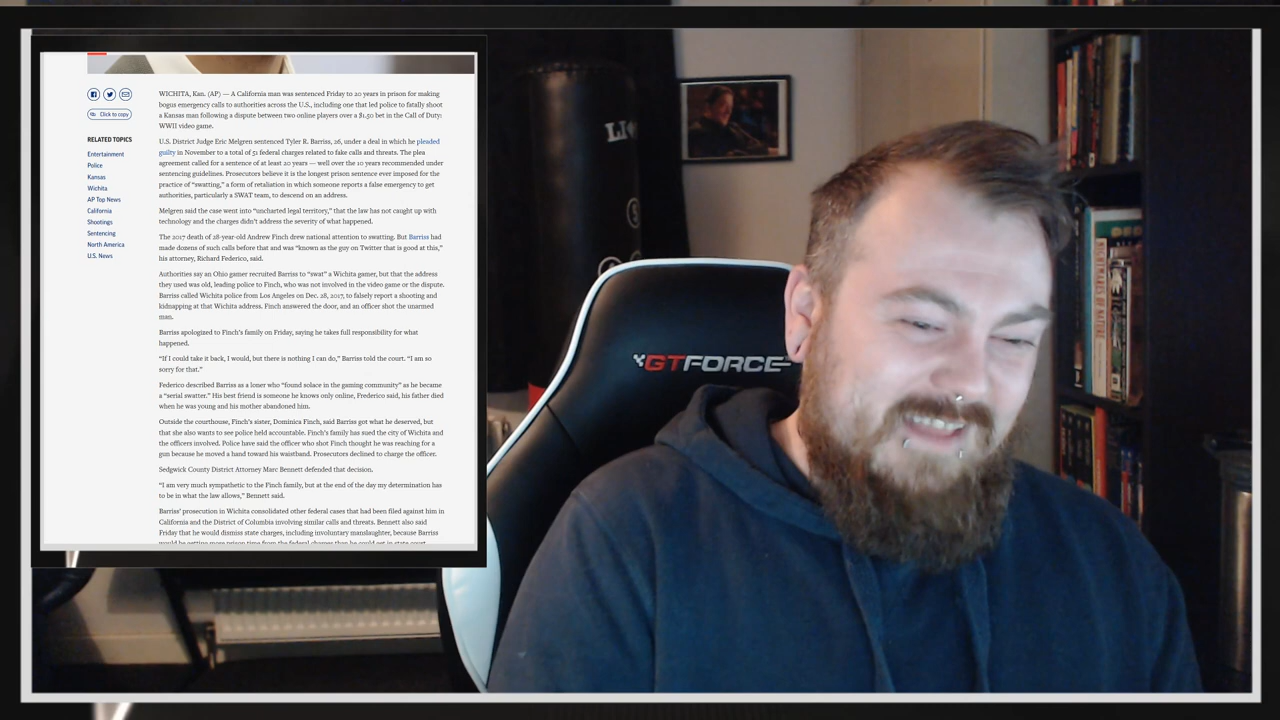 WICHITA, Kan. (AP) — A California man was sentenced Friday to 20 years in prison for making
bogus emergency calls to authorities across the U.S., including one that led police to fatally shoot
a Kansas man following a dispute between two online players over a $1.50 bet in the Call of Duty:
WWII video game.
Click to copy
RELATED TOPICS
Entertainment
Police
Kansas
Wichita
AP Top News
California
Shootings
Sentencing
North America
U.S. News
U.S. District Judge Eric Melgren sentenced Tyler R. Barriss, 26, under a deal in which he pleaded
guilty in November to a total of 51 federal charges related to fake calls and threats. The plea
agreement called for a sentence of at least 20 years — well over the 10 years recommended under
sentencing guidelines. Prosecutors believe it is the longest prison sentence ever imposed for the
practice of “swatting,” a form of retaliation in which someone reports a false emergency to get
authorities, particularly a SWAT team, to descend on an address.
Melgren said the case went into “uncharted legal territory,” that the law has not caught up with
technology and the charges didn’t address the severity of what happened.
The 2017 death of 28-year-old Andrew Finch drew national attention to swatting. But Barriss had
made dozens of such calls before that and was “known as the guy on Twitter that is good at this,”
his attorney, Richard Federico, said.
Authorities say an Ohio gamer recruited Barriss to “swat” a Wichita gamer, but that the address
they used was old, leading police to Finch, who was not involved in the video game or the dispute.
Barriss called Wichita police from Los Angeles on Dec. 28, 2017, to falsely report a shooting and
kidnapping at that Wichita address. Finch answered the door, and an officer shot the unarmed
man.
Barriss apologized to Finch’s family on Friday, saying he takes full responsibility for what
happened.
“If I could take it back, I would, but there is nothing I can do,” Barriss told the court. “I am so
sorry for that.”
Federico described Barriss as a loner who “found solace in the gaming community” as he became
a “serial swatter.” His best friend is someone he knows only online, Frederico said, his father died
when he was young and his mother abandoned him.
Outside the courthouse, Finch’s sister, Dominica Finch, said Barriss got what he deserved, but
that she also wants to see police held accountable. Finch’s family has sued the city of Wichita and
the officers involved. Police have said the officer who shot Finch thought he was reaching for a
gun because he moved a hand toward his waistband. Prosecutors declined to charge the officer.
Sedgwick County District Attorney Marc Bennett defended that decision.
“I am very much sympathetic to the Finch family, but at the end of the day my determination has
to be in what the law allows,” Bennett said.
Barriss’ prosecution in Wichita consolidated other federal cases that had been filed against him in
California and the District of Columbia involving similar calls and threats. Bennett also said
Friday that he would dismiss state charges, including involuntary manslaughter, because Barriss
would be getting more prison time from the federal charges than he could get in state court.
GTFORCE